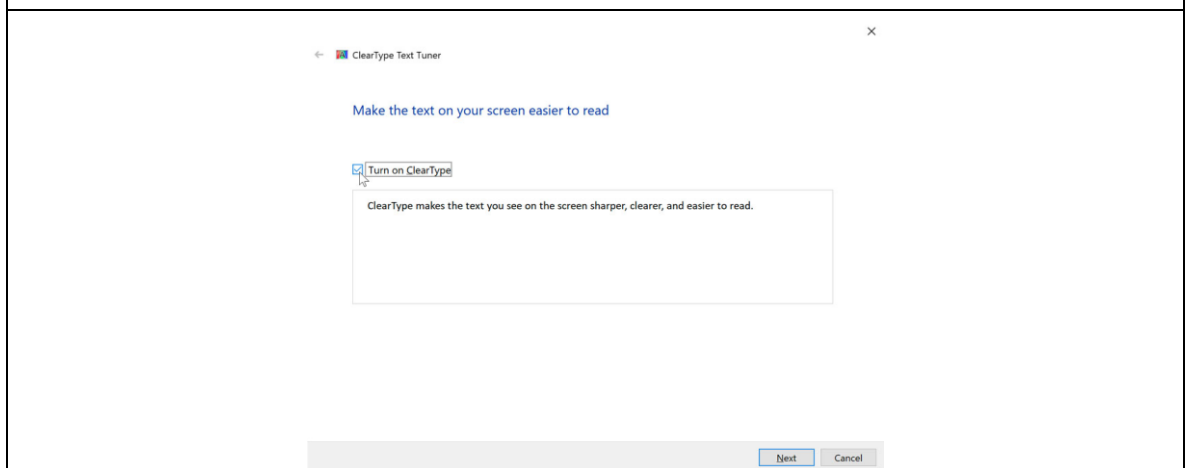 ClearType Text Tuner
Make the text on your screen easier to read
Turn on ClearType
ClearType makes the text you see on the screen sharper, clearer, and easier to read.
Next Cancel